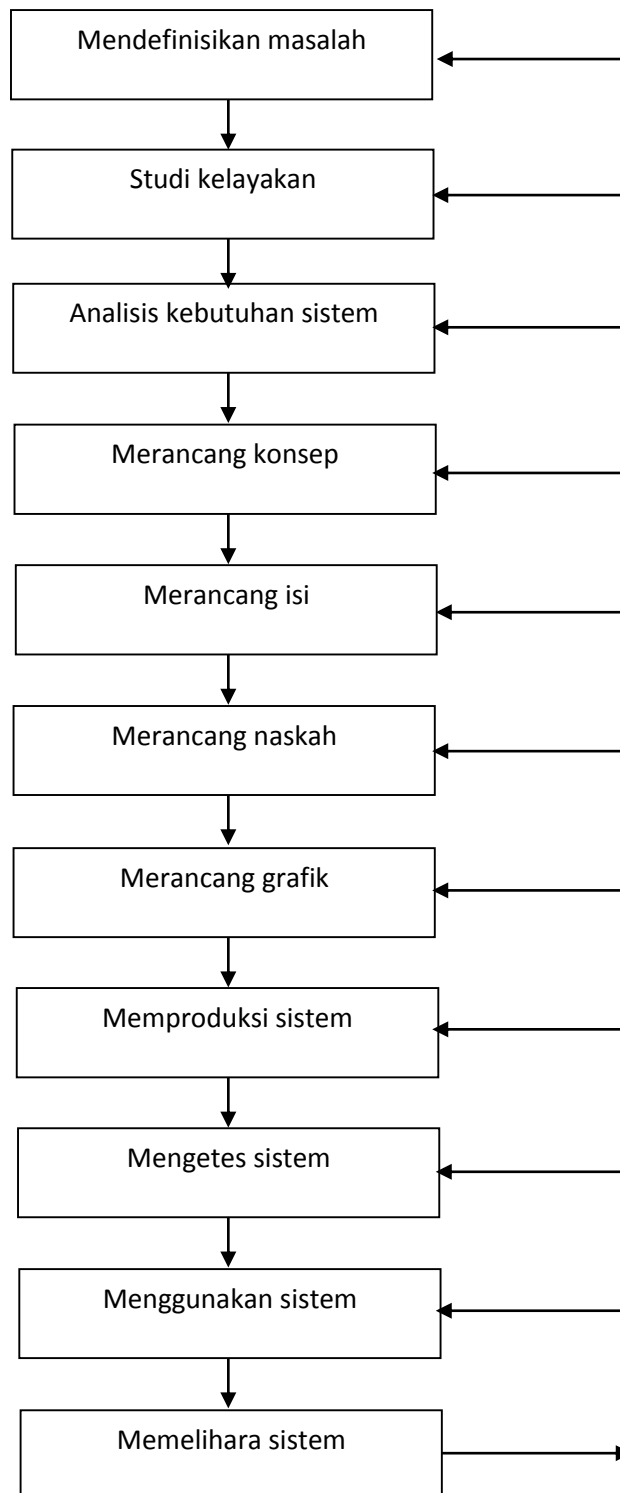 Mendefinisikan masalah
Studi kelayakan
Analisis kebutuhan sistem
Merancang konsep
Merancang isi
Merancang naskah
Merancang grafik
Memproduksi sistem
Mengetes sistem
Menggunakan sistem
Memelihara sistem